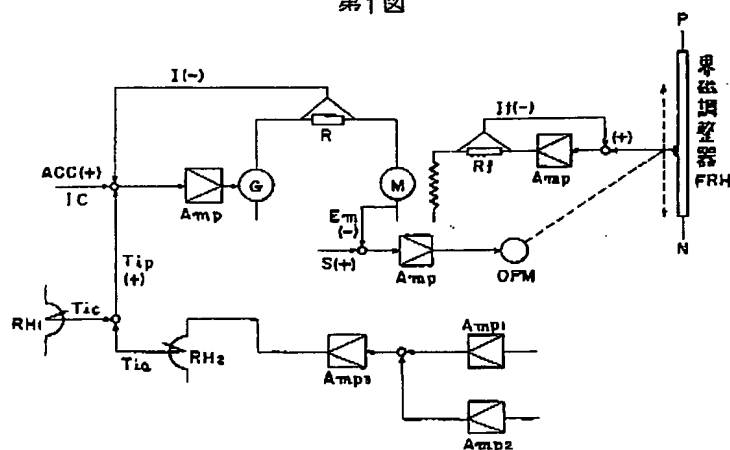 第1図
P
I(-)
If(-)
界磁調整器
FRH
R
Rf
(+)
ACC(+)
IC
Amp
G
M
Amp
Em
(-)
S(+)
Amp
OPM
N
Tip
(+)
RH1
Tic
Tia
RH2
Amp3
Amp1
Amp2